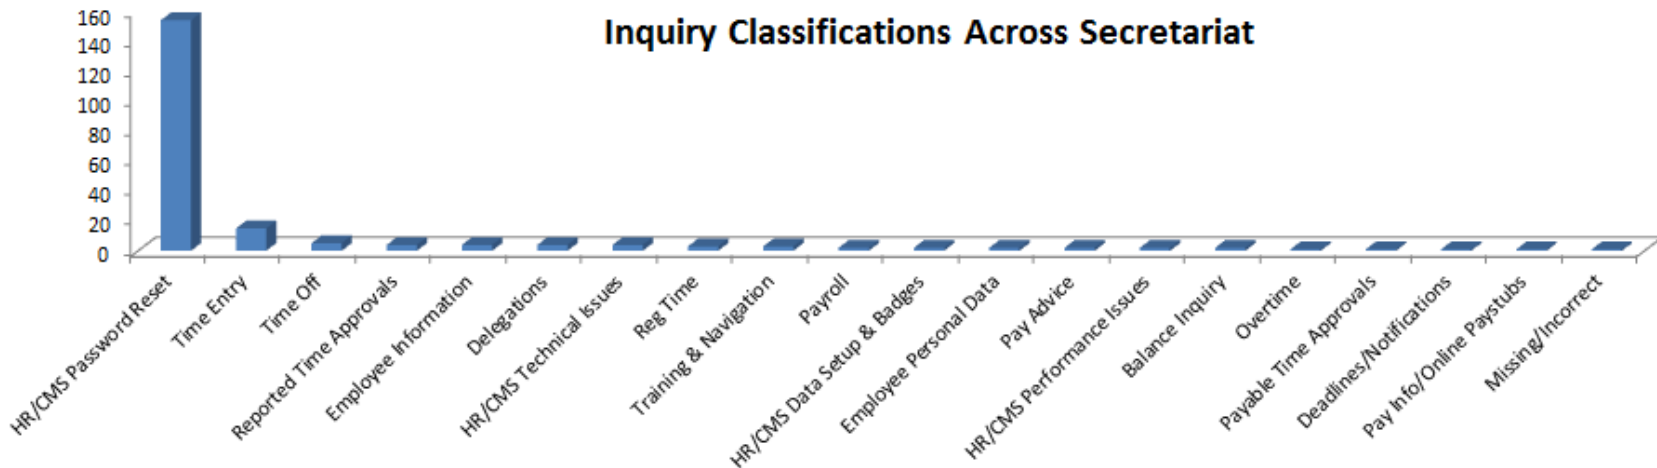 Inquiry Classifications Across Secretariat
160
140
120
100
80
60
40
20
0
HR/CMS Password Reset
Time Entry
Time Off
Reported Time Approvals
Employee Information
Delegations
HR/CMS Technical Issues
Reg Time
Training & Navigation
Payroll
HR/CMS Data Setup & Badges
Employee Personal Data
Pay Advice
HR/CMS Performance Issues
Balance Inquiry
Overtime
Payable Time Approvals
Deadlines/Notifications
Pay Info/Online Paystubs
Missing/Incorrect